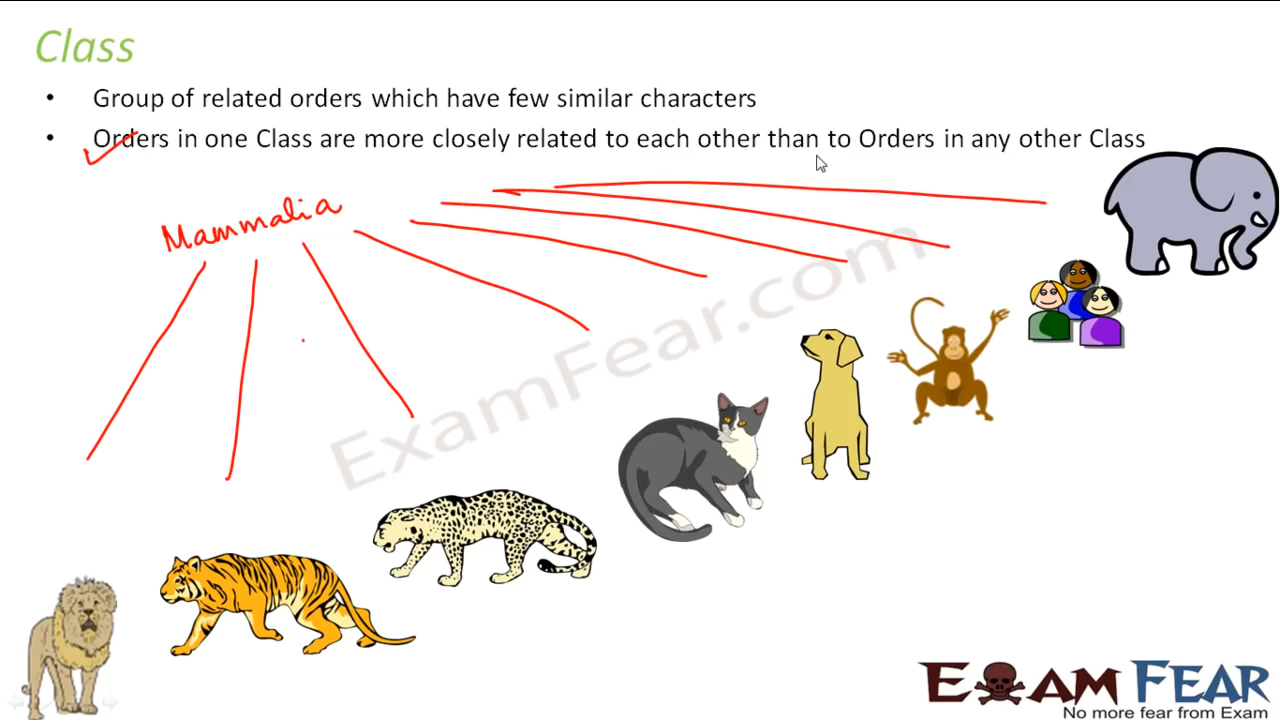 Class
• Group of related orders which have few similar characters
• Orders in one Class are more closely related to each other than to Orders in any other Class
Mammalia
ExamFear.com
EXAM FEAR
No more fear from Exam